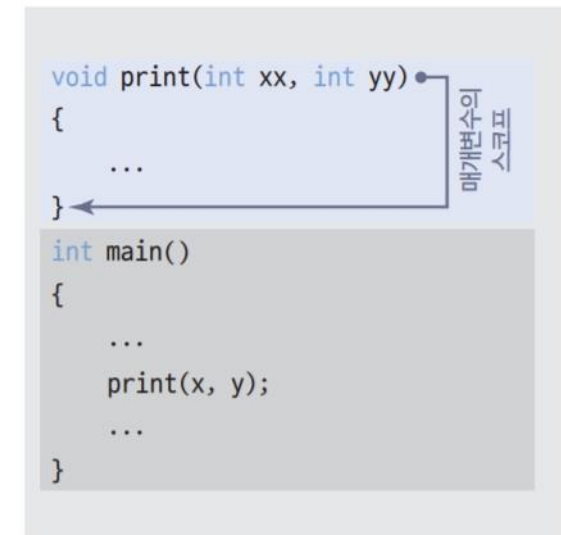 void print(int xx, int yy)
{
...
}
매개변수의
스코프
int main()
{
...
print(x, y);
...
}